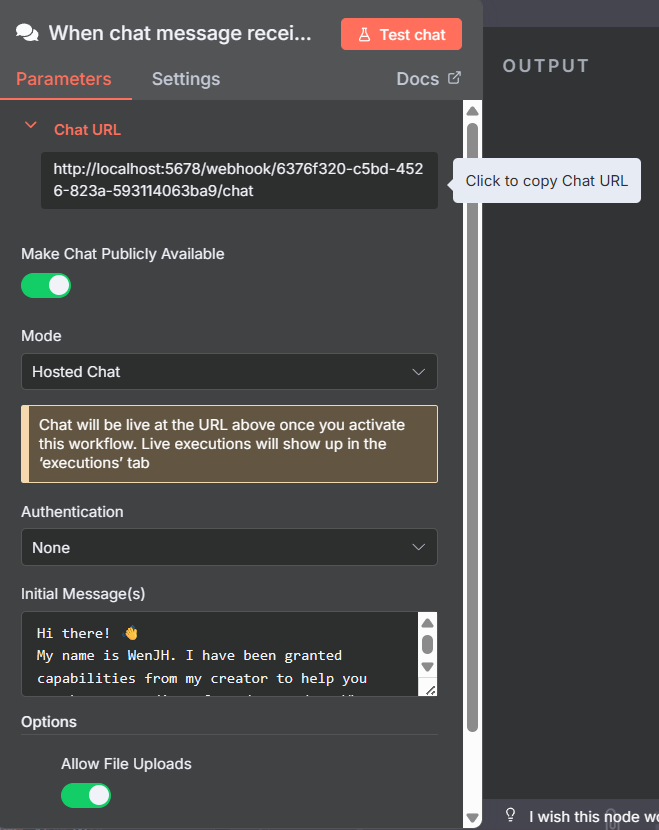 When chat message recei...
Test chat
OUTPUT
Parameters
Settings
Docs
Chat URL
http://localhost:5678/webhook/6376f320-c5bd-452
6-823a-593114063ba9/chat
Click to copy Chat URL
Make Chat Publicly Available
Mode
Hosted Chat
Chat will be live at the URL above once you activate
this workflow. Live executions will show up in the
‘executions’ tab
Authentication
None
Initial Message(s)
Hi there! 👋
My name is WenJH. I have been granted
capabilities from my creator to help you
Options
Allow File Uploads
I wish this node wo